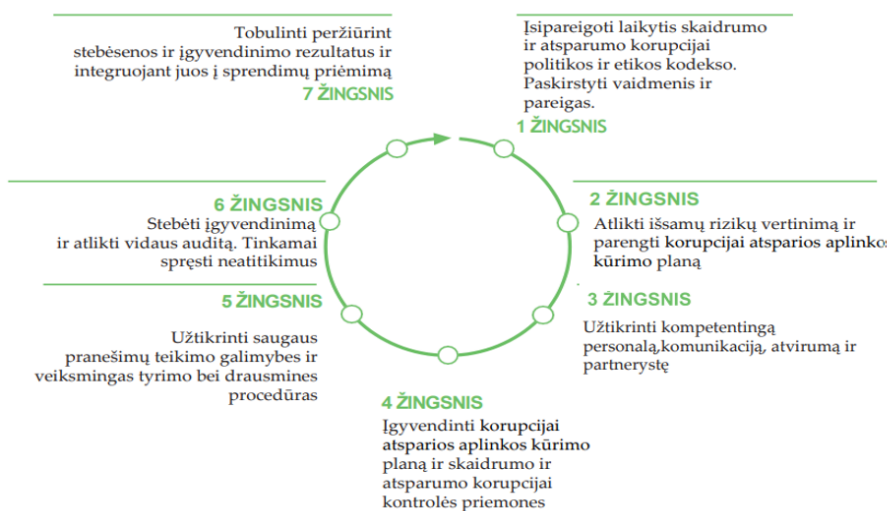 Įsipareigoti laikytis skaidrumo
ir atsparumo korupcijai
politikos ir etikos kodekso.
Paskirstyti vaidmenis ir
pareigas.
1 ŽINGSNIS
2 ŽINGSNIS
Atlikti išsamų rizikų vertinimą ir
parengti korupcijai atsparios aplinkos
kūrimo planą
3 ŽINGSNIS
Užtikrinti kompetentingą
personalą,komunikaciją, atvirumą ir
partnerystę
4 ŽINGSNIS
Įgyvendinti korupcijai
atsparios aplinkos kūrimo
planą ir skaidrumo ir
atsparumo korupcijai
kontrolės priemones
5 ŽINGSNIS
Užtikrinti saugaus
pranešimų teikimo galimybes ir
veiksmingas tyrimo bei drausmines
procedūras
6 ŽINGSNIS
Stebėti įgyvendinimą
ir atlikti vidaus auditą. Tinkamai
spręsti neatitikimus
Tobulinti peržiūrint
stebėsenos ir įgyvendinimo rezultatus ir
integruojant juos į sprendimų priėmimą
7 ŽINGSNIS